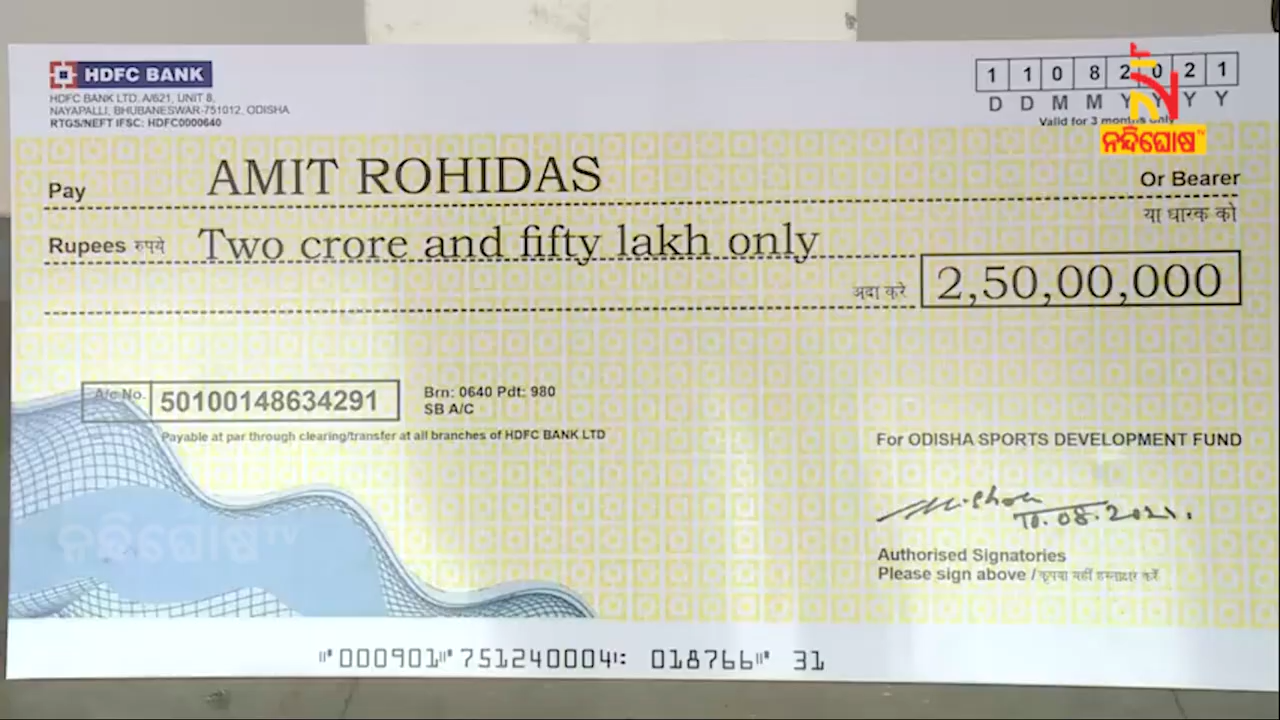 HDFC BANK
HDFC BANK LTD, A/621, UNIT 8,
NAYAPALLI, BHUBANESWAR-751012, ODISHA
RTGS/NEFT IFSC: HDFC0000640
1 1 0 8 2 0 2 1
D D M M Y Y Y Y
Valid for 3 months only
ନନ୍ଦିଘୋଷ TV
Pay AMIT ROHIDAS Or Bearer
या धारक को
Rupees रुपये Two crore and fifty lakh only
अदा करें 2,50,00,000
A/c No. 50100148634291
Brn: 0640 Pdt: 980
SB A/C
Payable at par through clearing/transfer at all branches of HDFC BANK LTD
For ODISHA SPORTS DEVELOPMENT FUND
10.08.2021.
ନନ୍ଦିଘୋଷ TV
Authorised Signatories
Please sign above / कृपया यहाँ हस्ताक्षर करें
⑈000901⑈ 751240004⑆ 018766⑈ 31